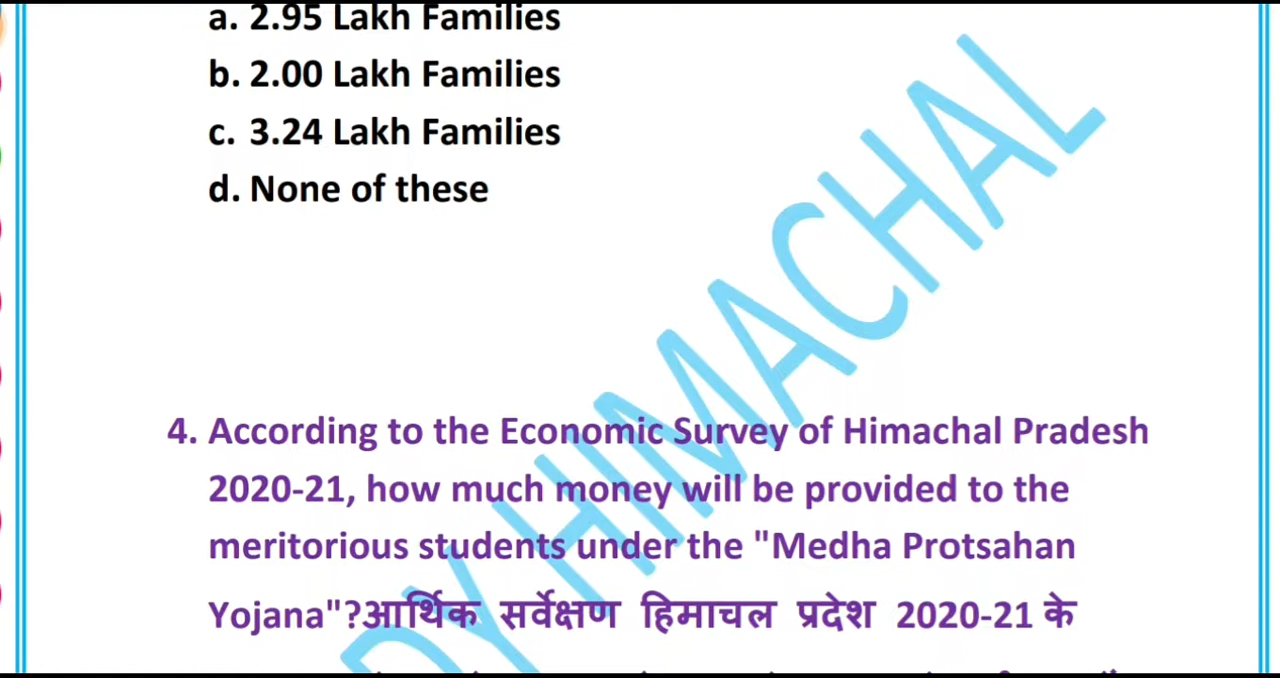 a. 2.95 Lakh Families
b. 2.00 Lakh Families
c. 3.24 Lakh Families
d. None of these
HIMACHAL
4. According to the Economic Survey of Himachal Pradesh
2020-21, how much money will be provided to the
meritorious students under the "Medha Protsahan
Yojana"?आर्थिक सर्वेक्षण हिमाचल प्रदेश 2020-21 के